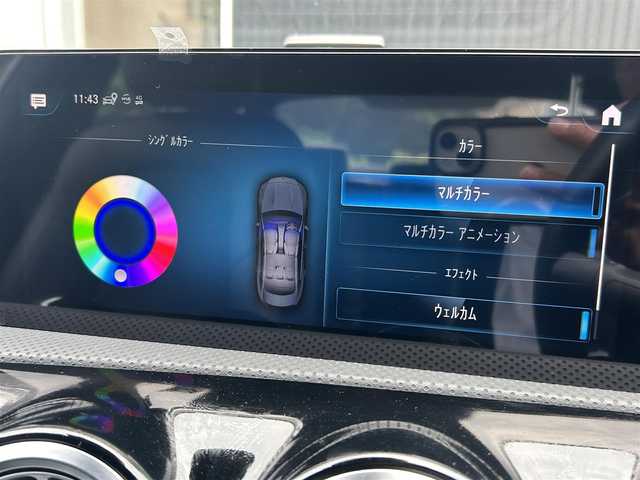 11:43 4G
シングルカラー
カラー
マルチカラー
マルチカラー アニメーション
エフェクト
ウェルカム